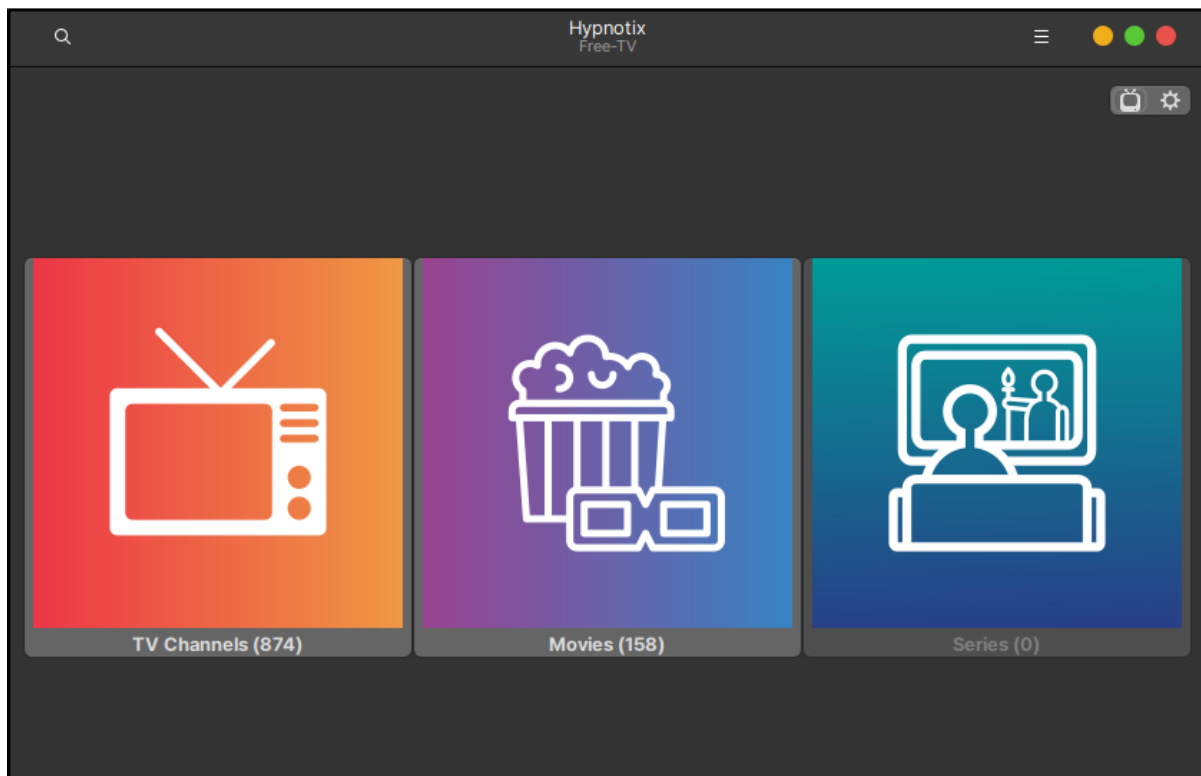 Hypnotix
Free-TV
TV Channels (874)
Movies (158)
Series (0)